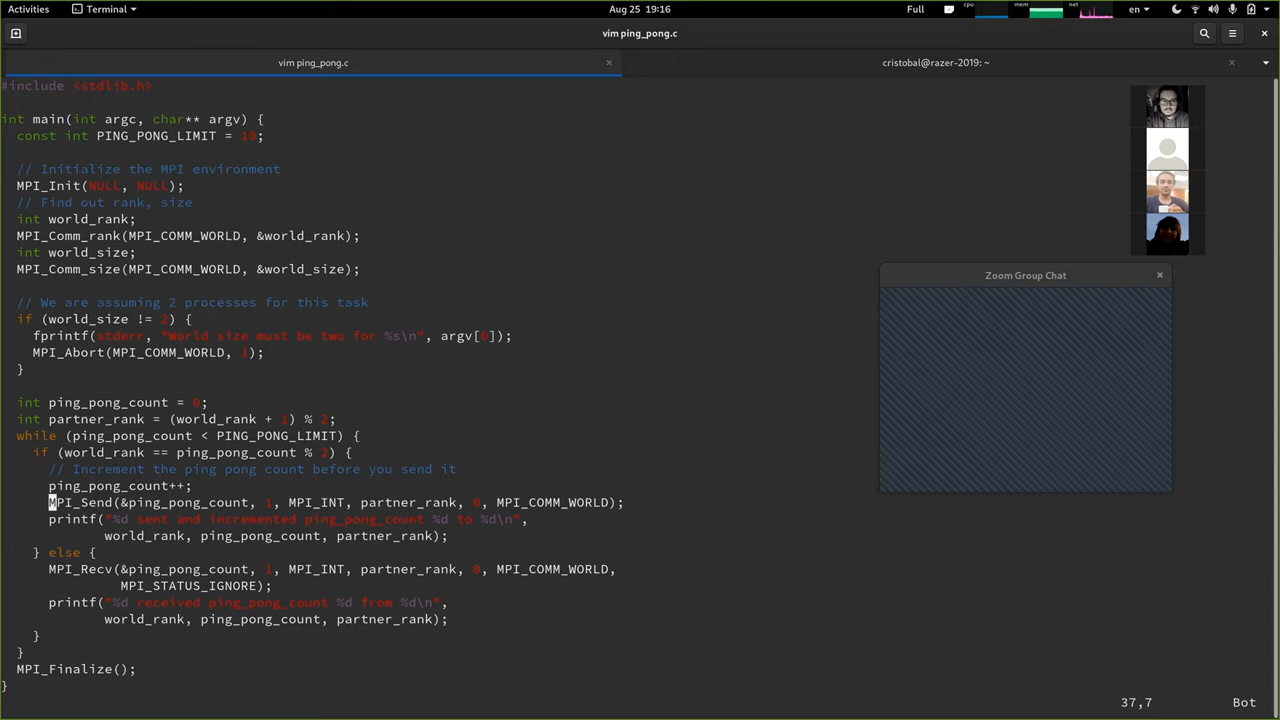 Activities
Terminal
Aug 25 19:16
Full
cpu
mem
net
en
vim ping_pong.c
vim ping_pong.c
cristobal@razer-2019: ~
#include <stdlib.h>
int main(int argc, char** argv) {
  const int PING_PONG_LIMIT = 10;
  // Initialize the MPI environment
  MPI_Init(NULL, NULL);
  // Find out rank, size
  int world_rank;
  MPI_Comm_rank(MPI_COMM_WORLD, &world_rank);
  int world_size;
  MPI_Comm_size(MPI_COMM_WORLD, &world_size);
  // We are assuming 2 processes for this task
  if (world_size != 2) {
    fprintf(stderr, "World size must be two for %s\n", argv[0]);
    MPI_Abort(MPI_COMM_WORLD, 1);
  }
  int ping_pong_count = 0;
  int partner_rank = (world_rank + 1) % 2;
  while (ping_pong_count < PING_PONG_LIMIT) {
    if (world_rank == ping_pong_count % 2) {
      // Increment the ping pong count before you send it
      ping_pong_count++;
      MPI_Send(&ping_pong_count, 1, MPI_INT, partner_rank, 0, MPI_COMM_WORLD);
      printf("%d sent and incremented ping_pong_count %d to %d\n",
             world_rank, ping_pong_count, partner_rank);
    } else {
      MPI_Recv(&ping_pong_count, 1, MPI_INT, partner_rank, 0, MPI_COMM_WORLD,
               MPI_STATUS_IGNORE);
      printf("%d received ping_pong_count %d from %d\n",
             world_rank, ping_pong_count, partner_rank);
    }
  }
  MPI_Finalize();
}
Zoom Group Chat
37,7
Bot